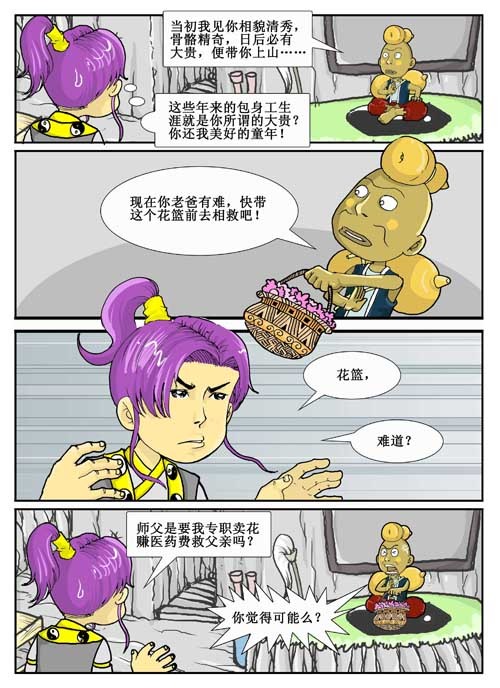 当初我见你相貌清秀，
骨骼精奇，日后必有
大贵，便带你上山……
这些年来的包身工生
涯就是你所谓的大贵？
你还我美好的童年！
现在你老爸有难，快带
这个花篮前去相救吧！
花篮，
难道？
师父是要我专职卖花
赚医药费救父亲吗？
你觉得可能么？